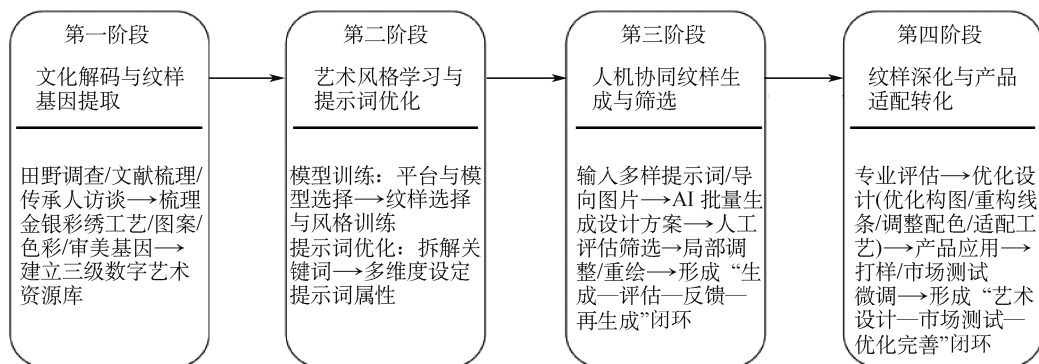 第一阶段
文化解码与纹样
基因提取
田野调查/文献梳理/
传承人访谈→梳理
金银彩绣工艺/图案/
色彩/审美基因→
建立三级数字艺术
资源库
第二阶段
艺术风格学习与
提示词优化
模型训练：平台与模
型选择→纹样选择
与风格训练
提示词优化：拆解关
键词→多维度设定
提示词属性
第三阶段
人机协同纹样生
成与筛选
输入多样提示词/导
向图片→AI 批量生
成设计方案→人工
评估筛选→局部调
整/重绘→形成“生
成—评估—反馈—
再生成”闭环
第四阶段
纹样深化与产品
适配转化
专业评估→优化设
计(优化构图/重构线
条/调整配色/适配工
艺)→产品应用→
打样/市场测试
微调→形成“艺术
设计—市场测试—
优化完善”闭环